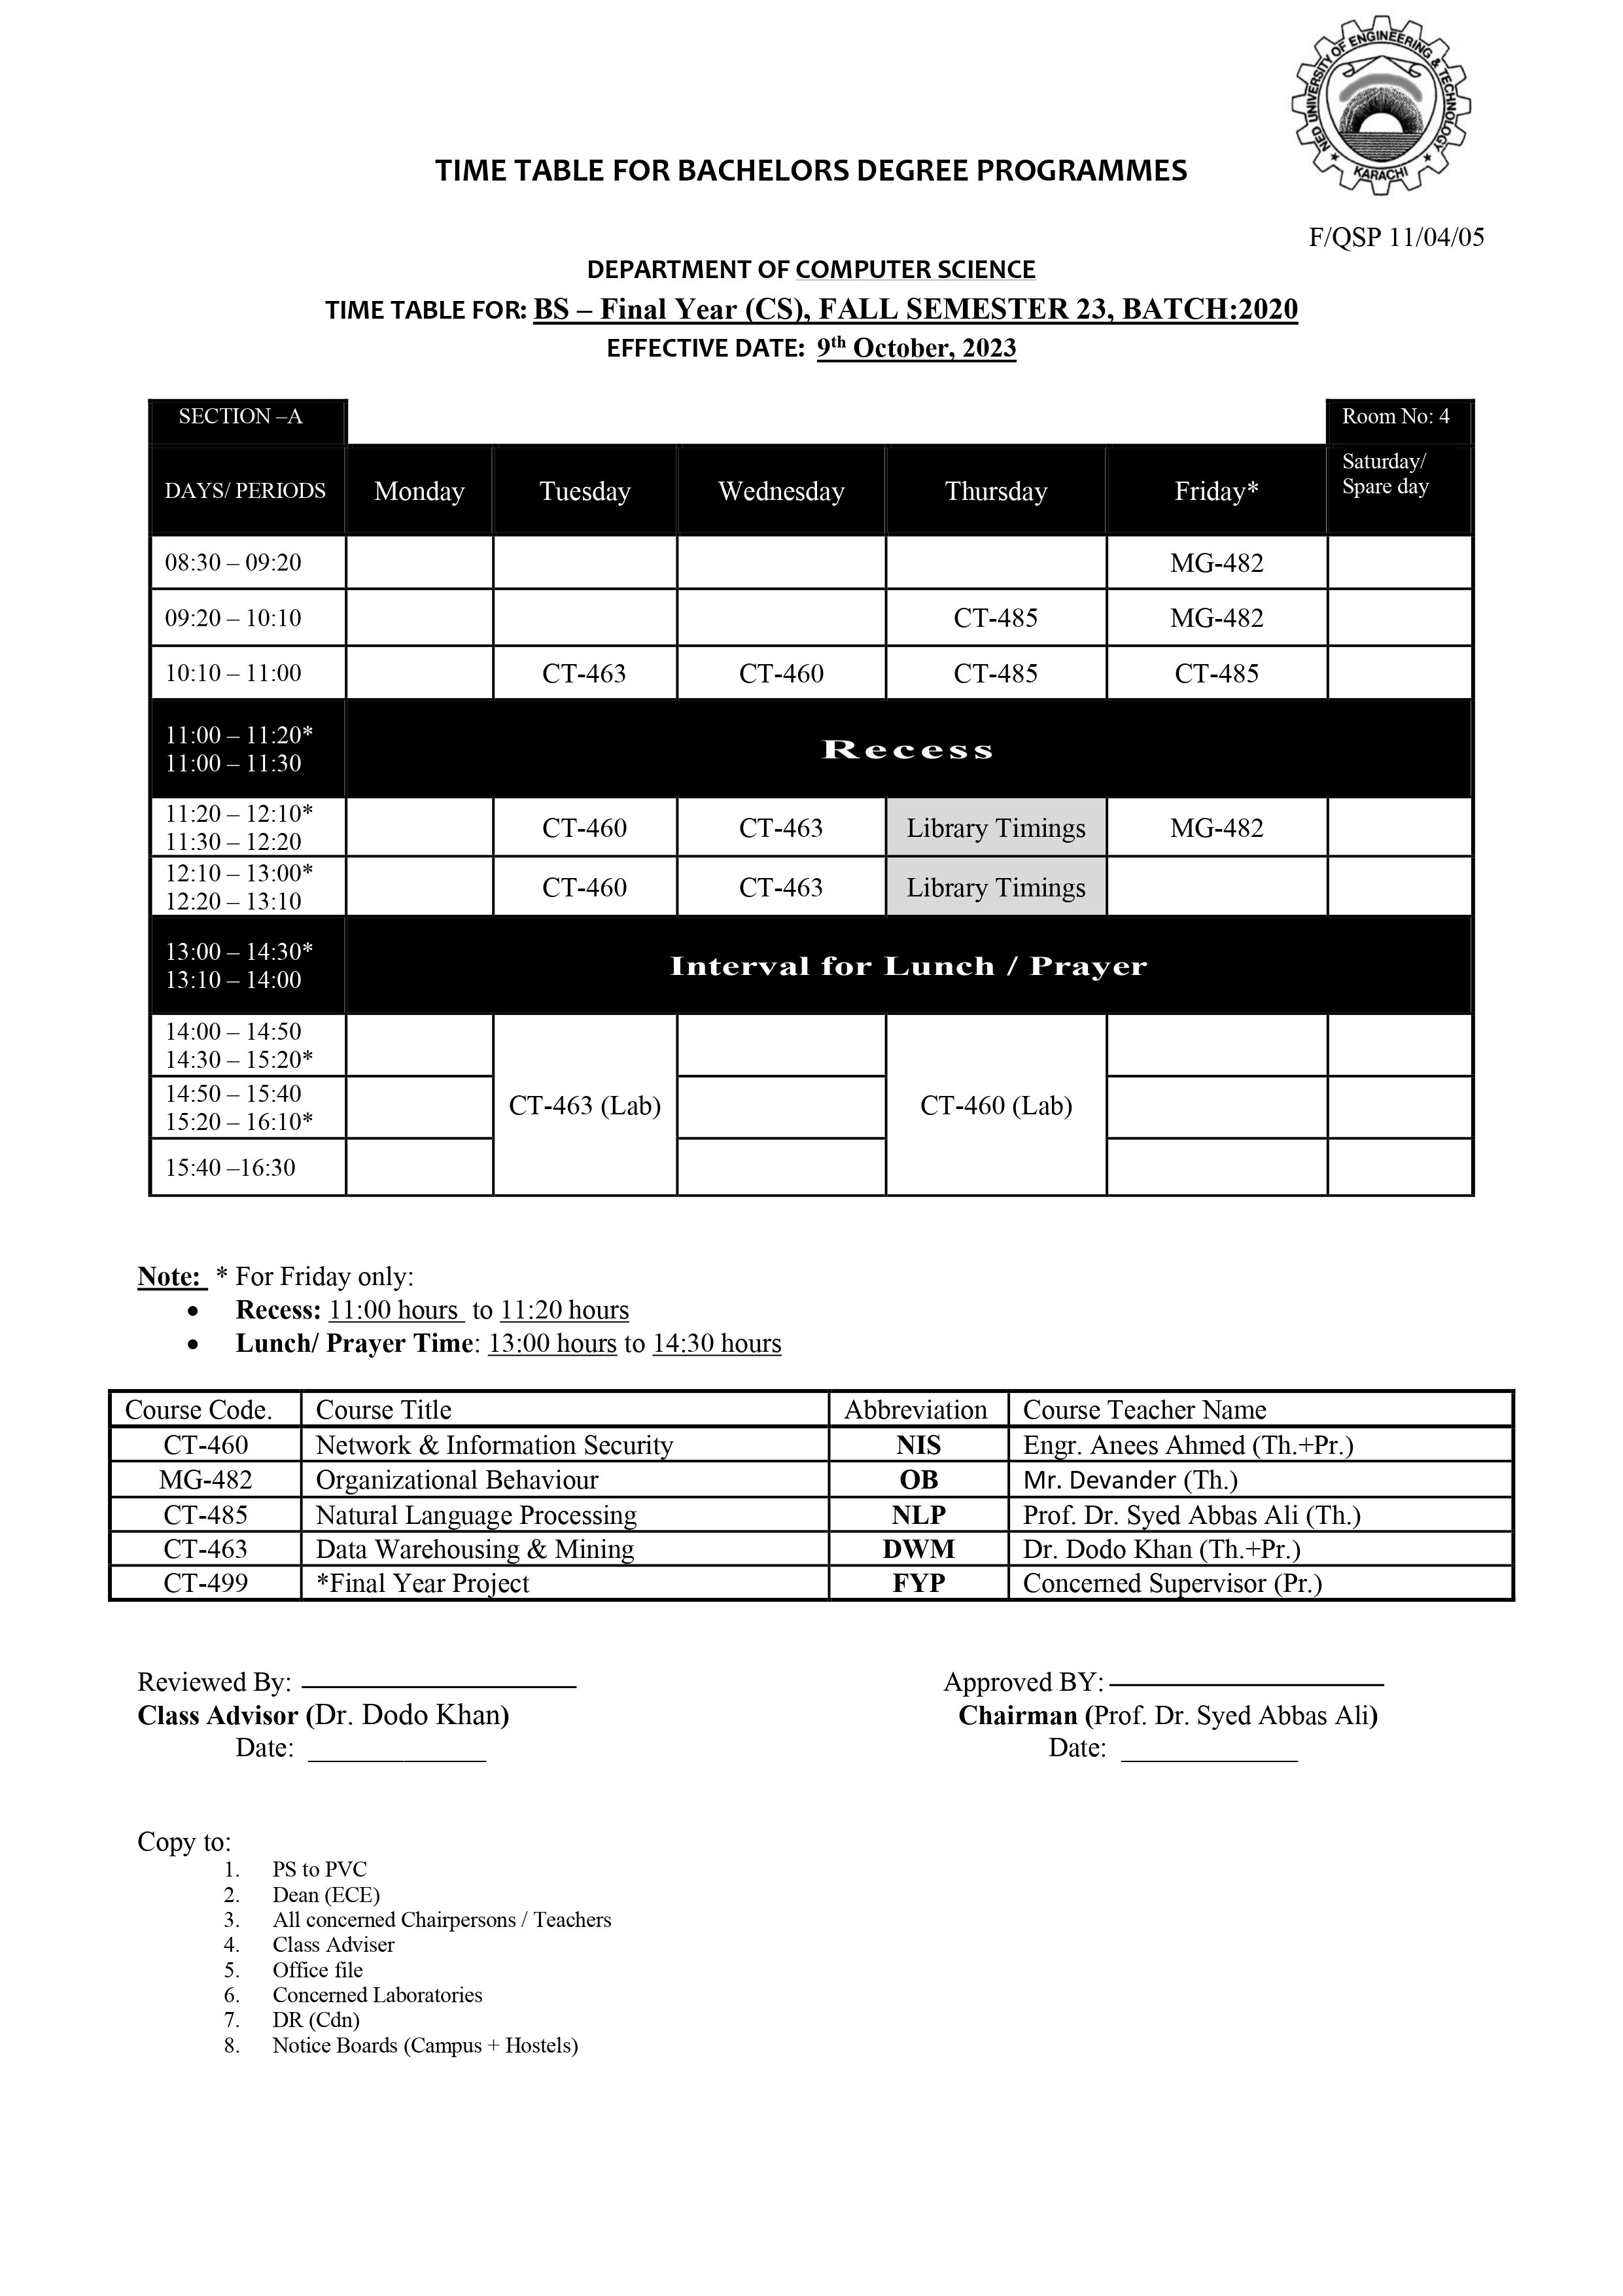 NED UNIVERSITY OF ENGINEERING & TECHNOLOGY
KARACHI
TIME TABLE FOR BACHELORS DEGREE PROGRAMMES
F/QSP 11/04/05
DEPARTMENT OF COMPUTER SCIENCE
TIME TABLE FOR: BS – Final Year (CS), FALL SEMESTER 23, BATCH:2020
EFFECTIVE DATE: 9th October, 2023
SECTION –A Room No: 4
DAYS/ PERIODS Monday Tuesday Wednesday Thursday Friday* Saturday/
Spare day
08:30 – 09:20 MG-482
09:20 – 10:10 CT-485 MG-482
10:10 – 11:00 CT-463 CT-460 CT-485 CT-485
11:00 – 11:20*
11:00 – 11:30
Recess
11:20 – 12:10*
11:30 – 12:20
CT-460 CT-463 Library Timings MG-482
12:10 – 13:00*
12:20 – 13:10
CT-460 CT-463 Library Timings
13:00 – 14:30*
13:10 – 14:00
Interval for Lunch / Prayer
14:00 – 14:50
14:30 – 15:20*
14:50 – 15:40
15:20 – 16:10*
CT-463 (Lab) CT-460 (Lab)
15:40 –16:30
Note: * For Friday only:
• Recess: 11:00 hours to 11:20 hours
• Lunch/ Prayer Time: 13:00 hours to 14:30 hours
Course Code. Course Title Abbreviation Course Teacher Name
CT-460 Network & Information Security NIS Engr. Anees Ahmed (Th.+Pr.)
MG-482 Organizational Behaviour OB Mr. Devander (Th.)
CT-485 Natural Language Processing NLP Prof. Dr. Syed Abbas Ali (Th.)
CT-463 Data Warehousing & Mining DWM Dr. Dodo Khan (Th.+Pr.)
CT-499 *Final Year Project FYP Concerned Supervisor (Pr.)
Reviewed By: Approved BY:
Class Advisor (Dr. Dodo Khan) Chairman (Prof. Dr. Syed Abbas Ali)
Date: Date:
Copy to:
1. PS to PVC
2. Dean (ECE)
3. All concerned Chairpersons / Teachers
4. Class Adviser
5. Office file
6. Concerned Laboratories
7. DR (Cdn)
8. Notice Boards (Campus + Hostels)